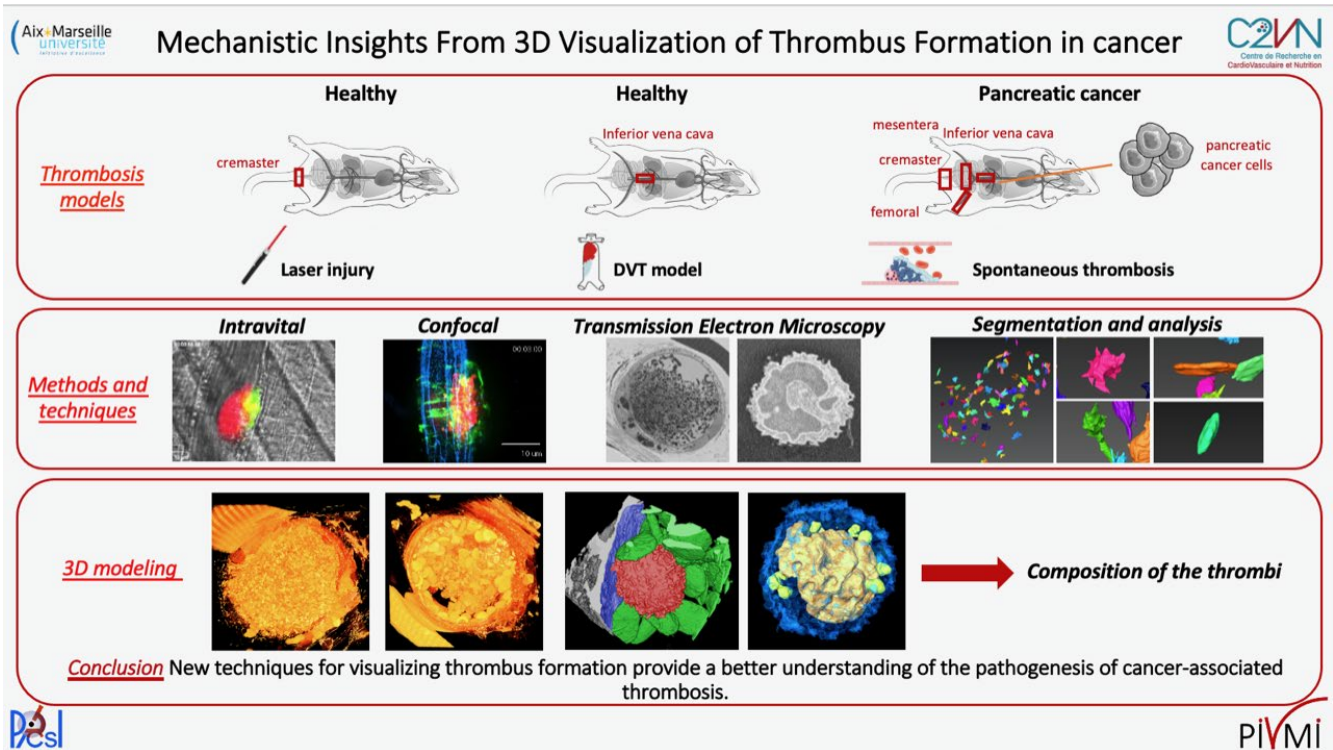 Aix*Marseille
université
Mechanistic Insights From 3D Visualization of Thrombus Formation in cancer
C2VN
Centre de Recherche en
CardioVasculaire et Nutrition
Healthy
Healthy
Pancreatic cancer
Thrombosis
models
cremaster
Inferior vena cava
mesentera
Inferior vena cava
cremaster
femoral
pancreatic
cancer cells
Laser injury
DVT model
Spontaneous thrombosis
Methods and
techniques
Intravital
Confocal
Transmission Electron Microscopy
Segmentation and analysis
10 um
3D modeling
Composition of the thrombi
Conclusion New techniques for visualizing thrombus formation provide a better understanding of the pathogenesis of cancer-associated
thrombosis.
PiVMi